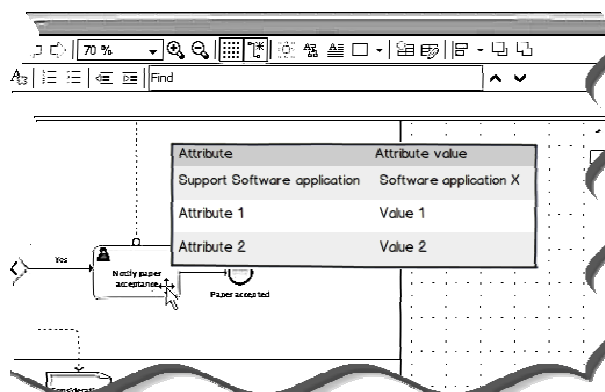 70 %
Find
Attribute Attribute value
Support Software application Software application X
Attribute 1 Value 1
Attribute 2 Value 2
Yes
Notify paper
acceptance
Paper accepted